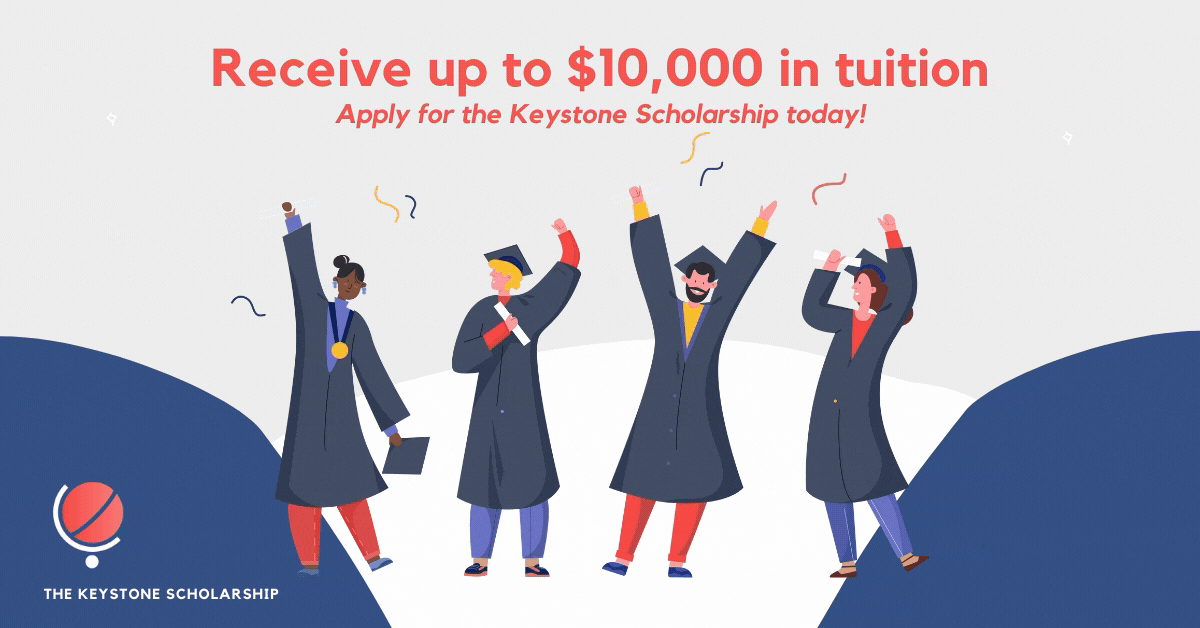 Receive up to $10,000 in tuition
Apply for the Keystone Scholarship today!
THE KEYSTONE SCHOLARSHIP